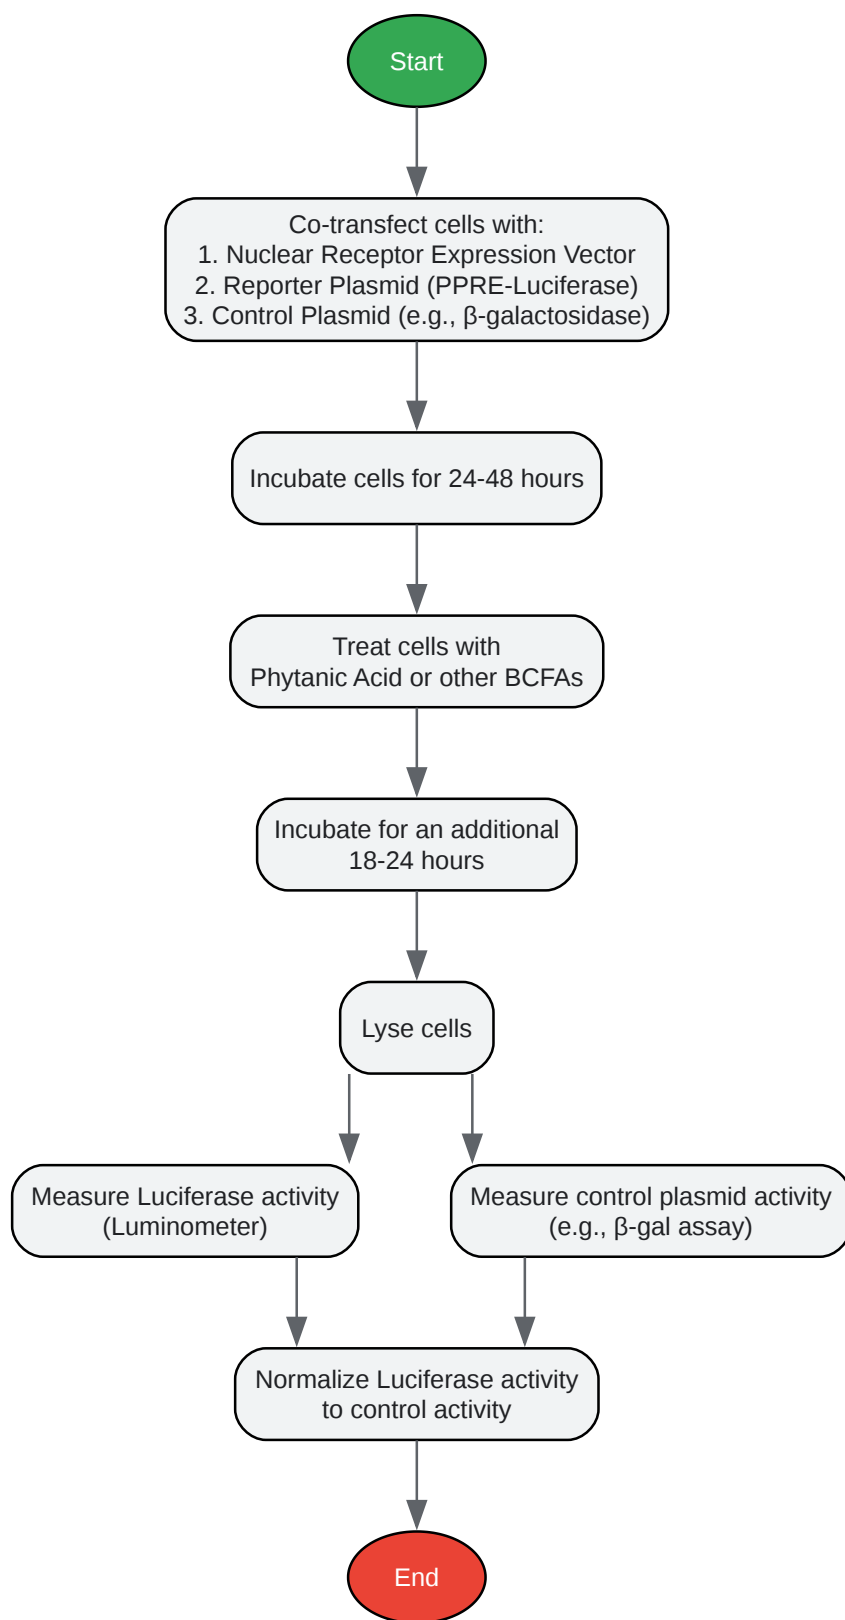 Start
Co-transfect cells with:
1. Nuclear Receptor Expression Vector
2. Reporter Plasmid (PPRE-Luciferase)
3. Control Plasmid (e.g., β-galactosidase)
Incubate cells for 24-48 hours
Treat cells with
Phytanic Acid or other BCFAs
Incubate for an additional
18-24 hours
Lyse cells
Measure Luciferase activity
(Luminometer)
Measure control plasmid activity
(e.g., β-gal assay)
Normalize Luciferase activity
to control activity
End